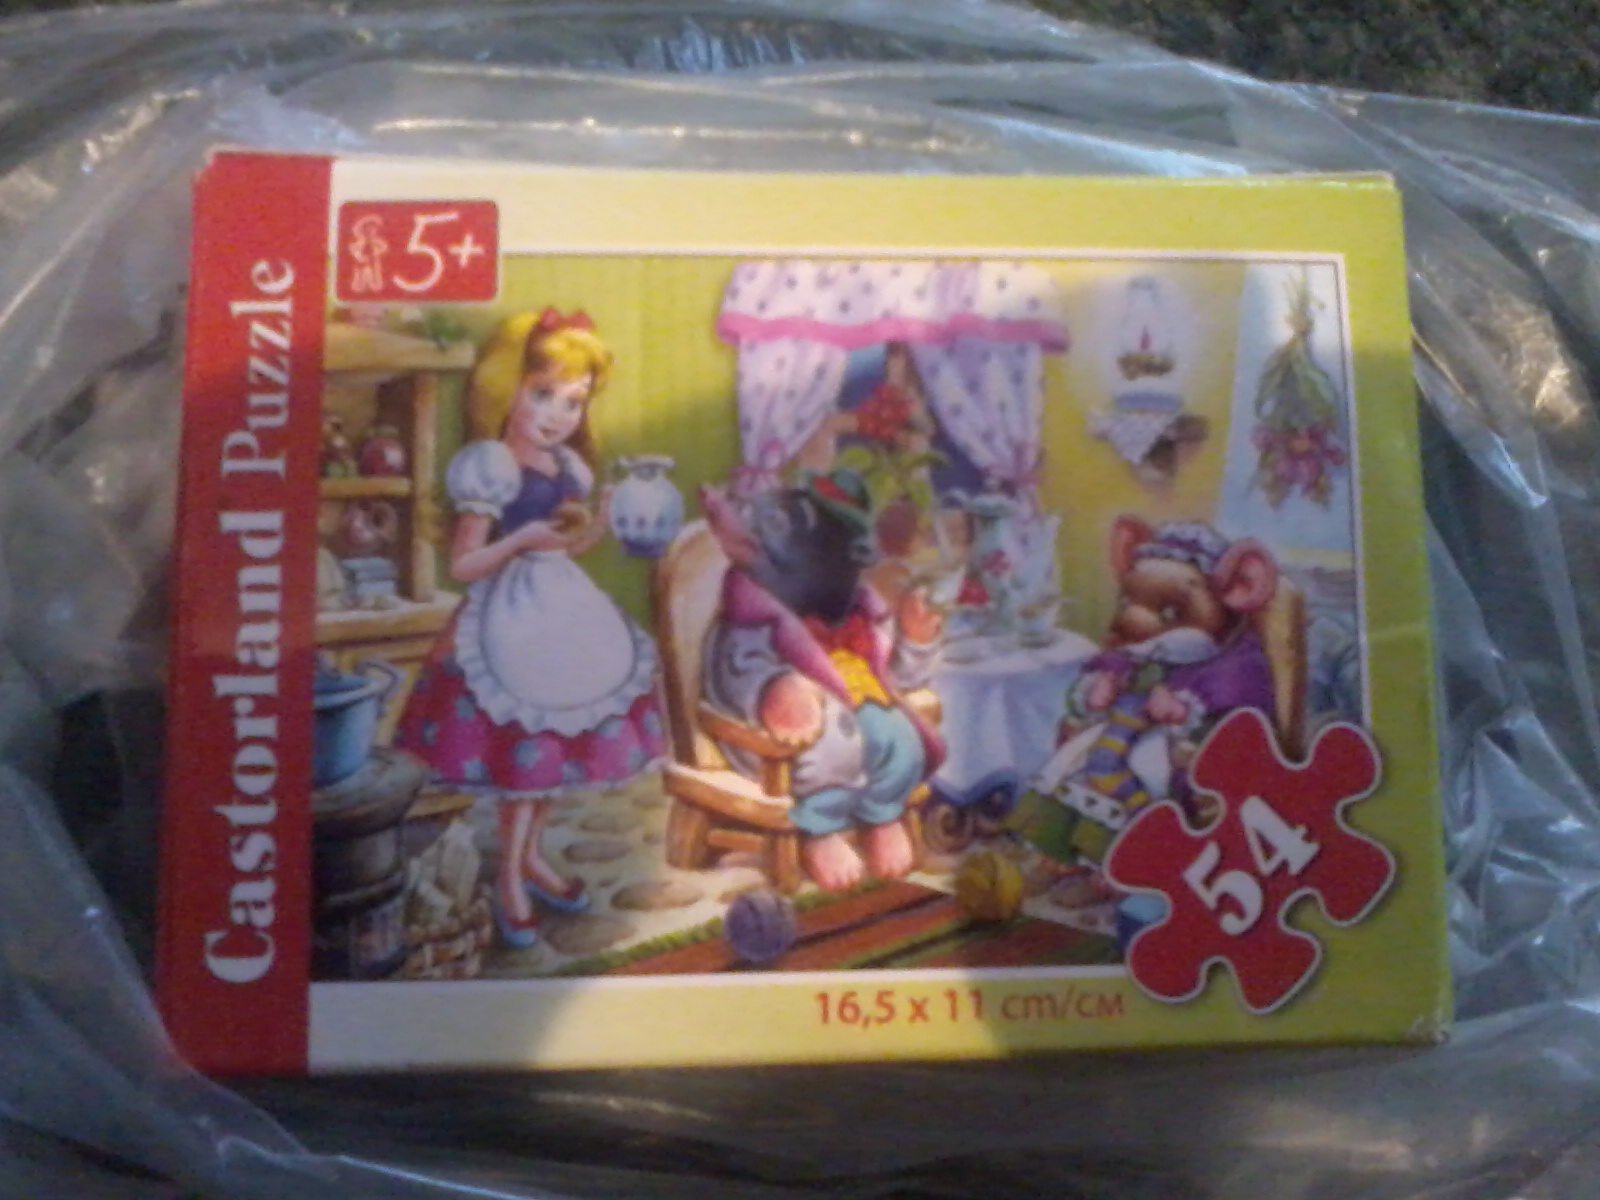 Castorland Puzzle
5+
54
16,5 x 11 cm/см